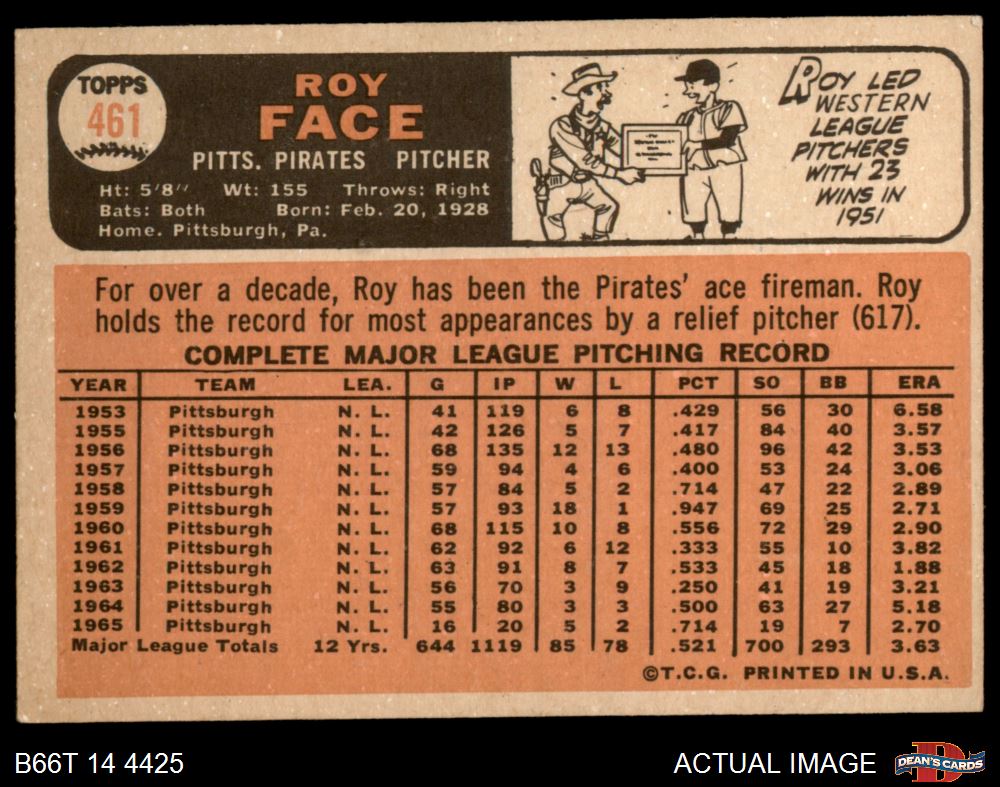 TOPPS
461
ROY
FACE
PITTS. PIRATES PITCHER
Ht: 5'8" Wt: 155 Throws: Right
Bats: Both Born: Feb. 20, 1928
Home. Pittsburgh, Pa.
ROY LED
WESTERN
LEAGUE
PITCHERS
WITH 23
WINS IN
1951
For over a decade, Roy has been the Pirates' ace fireman. Roy
holds the record for most appearances by a relief pitcher (617).
COMPLETE MAJOR LEAGUE PITCHING RECORD
YEAR TEAM LEA. G IP W L PCT SO BB ERA
1953 Pittsburgh N. L. 41 119 6 8 .429 56 30 6.58
1955 Pittsburgh N. L. 42 126 5 7 .417 84 40 3.57
1956 Pittsburgh N. L. 68 135 12 13 .480 96 42 3.53
1957 Pittsburgh N. L. 59 94 4 6 .400 53 24 3.06
1958 Pittsburgh N. L. 57 84 5 2 .714 47 22 2.89
1959 Pittsburgh N. L. 57 93 18 1 .947 69 25 2.71
1960 Pittsburgh N. L. 68 115 10 8 .556 72 29 2.90
1961 Pittsburgh N. L. 62 92 6 12 .333 55 10 3.82
1962 Pittsburgh N. L. 63 91 8 7 .533 45 18 1.88
1963 Pittsburgh N. L. 56 70 3 9 .250 41 19 3.21
1964 Pittsburgh N. L. 55 80 3 3 .500 63 27 5.18
1965 Pittsburgh N. L. 16 20 5 2 .714 19 7 2.70
Major League Totals 12 Yrs. 644 1119 85 78 .521 700 293 3.63
©T.C.G. PRINTED IN U.S.A.
B66T 14 4425 ACTUAL IMAGE
DEAN'S CARDS